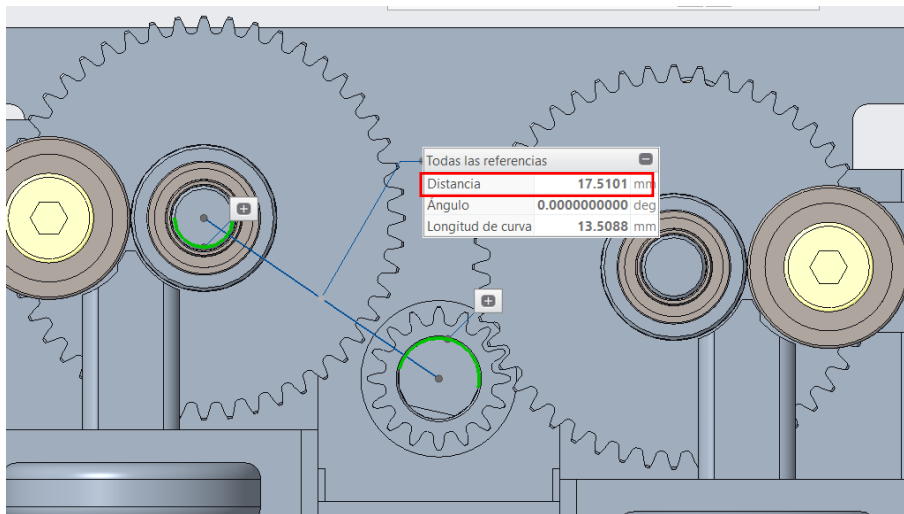 Todas las referencias
Distancia 17.5101 mm
Ángulo 0.0000000000 deg
Longitud de curva 13.5088 mm